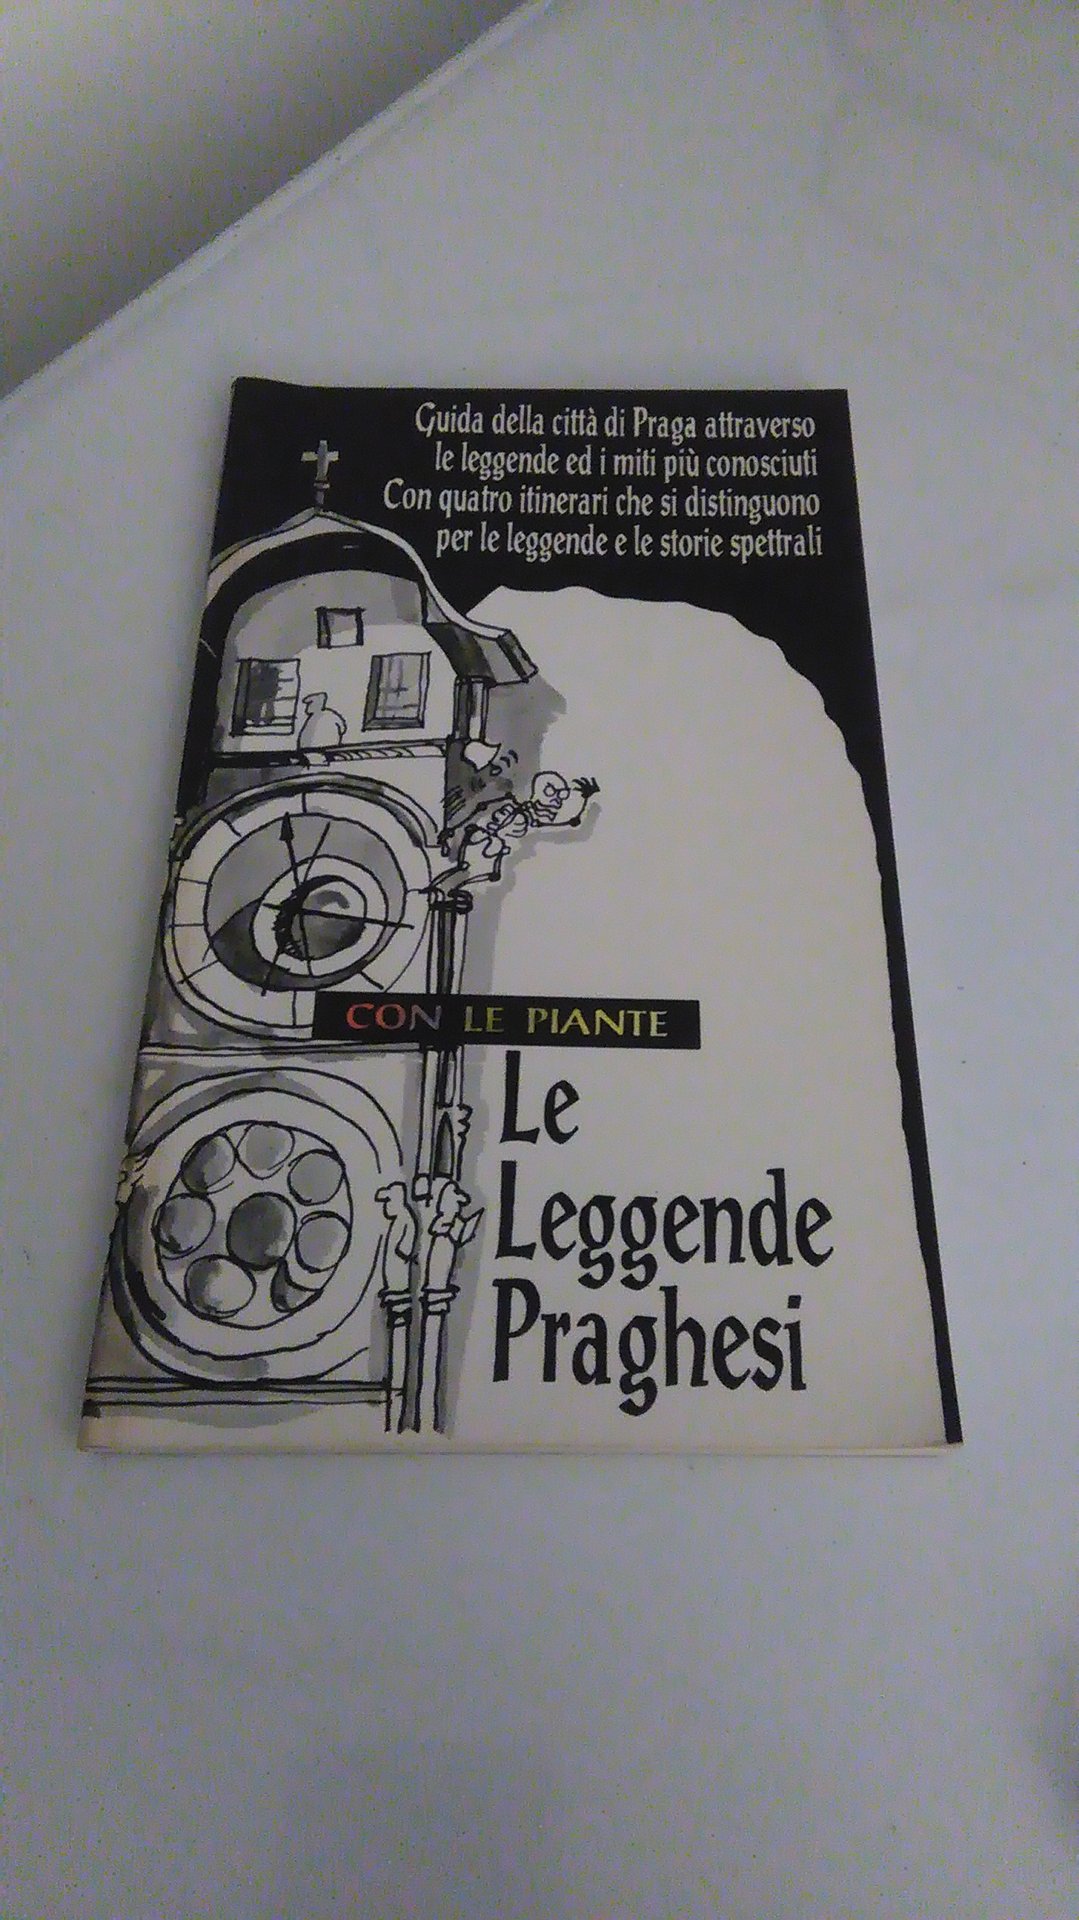 Guida della città di Praga attraverso
le leggende ed i miti più conosciuti
Con quatro itinerari che si distinguono
per le leggende e le storie spettrali
CON LE PIANTE
Le
Leggende
Praghesi